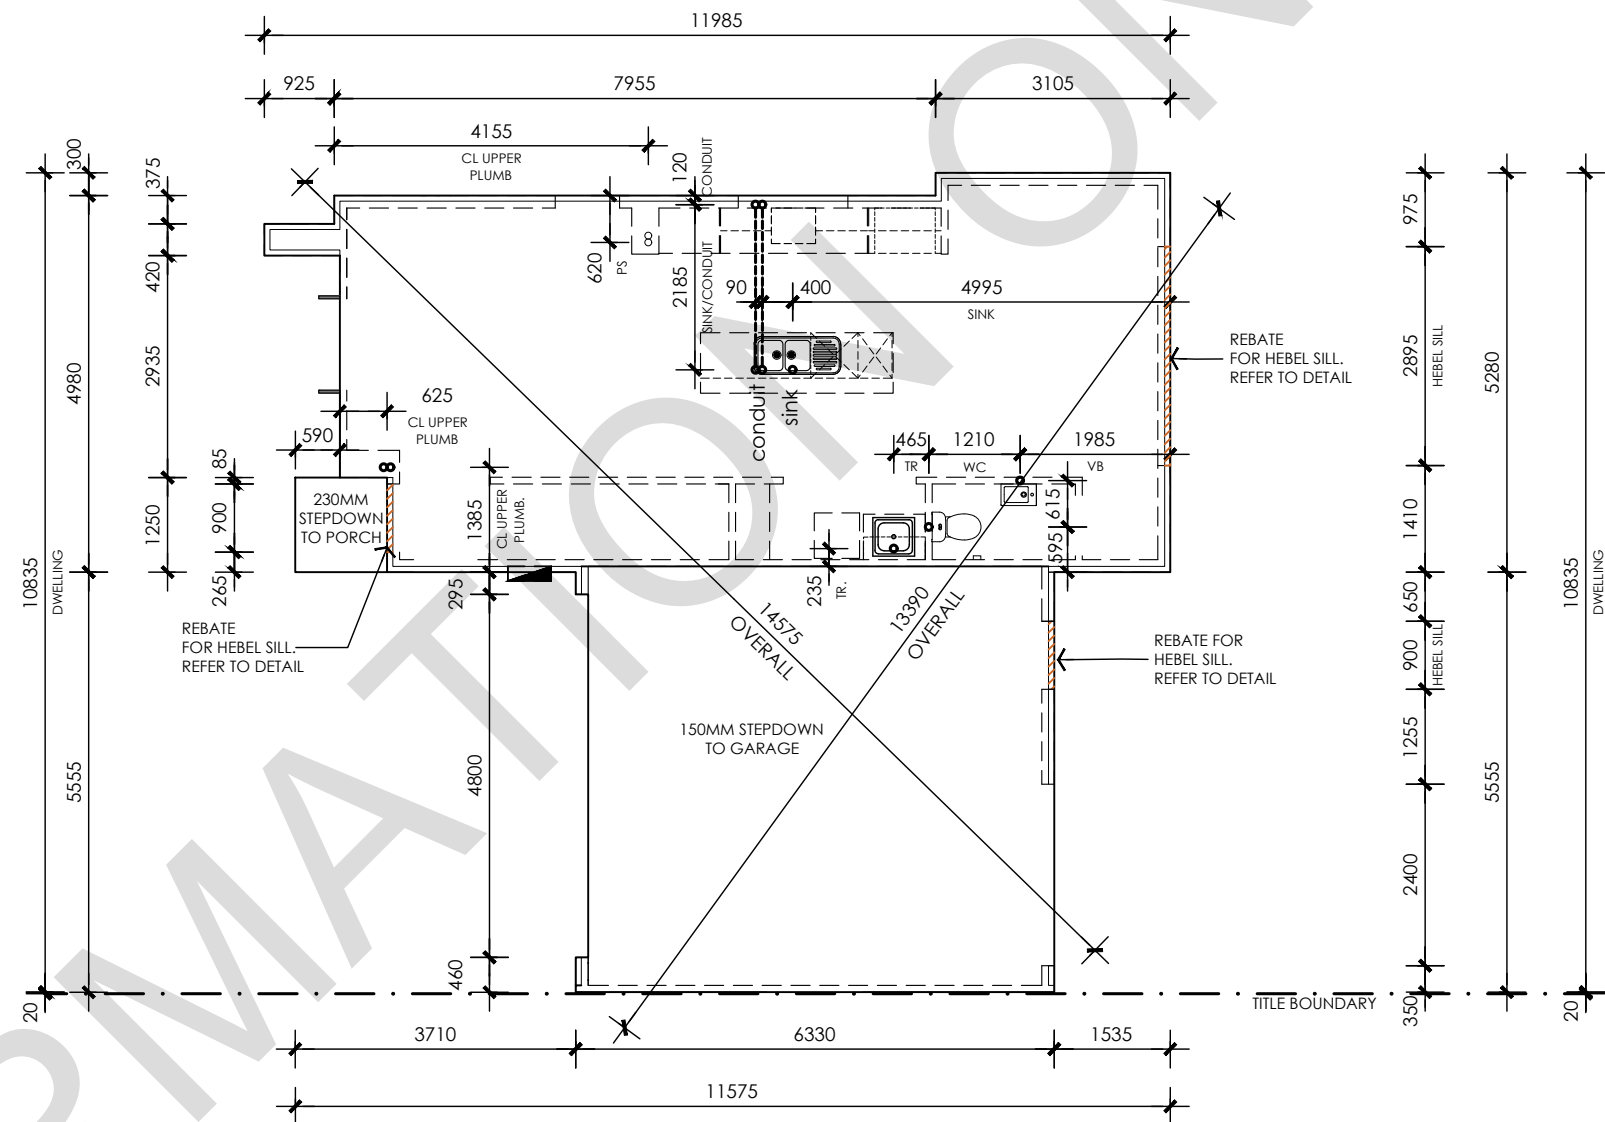 11985
925
7955
3105
4155
CL UPPER
PLUMB
120
CONDUIT
300
375
620
PS
8
2185
SINK/CONDUIT
90
400
4995
SINK
975
420
2935
4980
2895
HEBEL SILL
5280
REBATE
FOR HEBEL SILL.
REFER TO DETAIL
625
CL UPPER
PLUMB
590
conduit
sink
465
TR
1210
WC
1985
VB
85
900
1250
265
230MM
STEPDOWN
TO PORCH
1385
CL UPPER
PLUMB.
615
595
1410
10835
DWELLING
295
235
TR.
650
10835
DWELLING
REBATE
FOR HEBEL SILL.
REFER TO DETAIL
14575
OVERALL
13390
OVERALL
REBATE FOR
HEBEL SILL.
REFER TO DETAIL
900
HEBEL SILL
150MM STEPDOWN
TO GARAGE
5555
4800
1255
5555
2400
460
20
TITLE BOUNDARY
350
20
3710
6330
1535
11575
RMATION ON